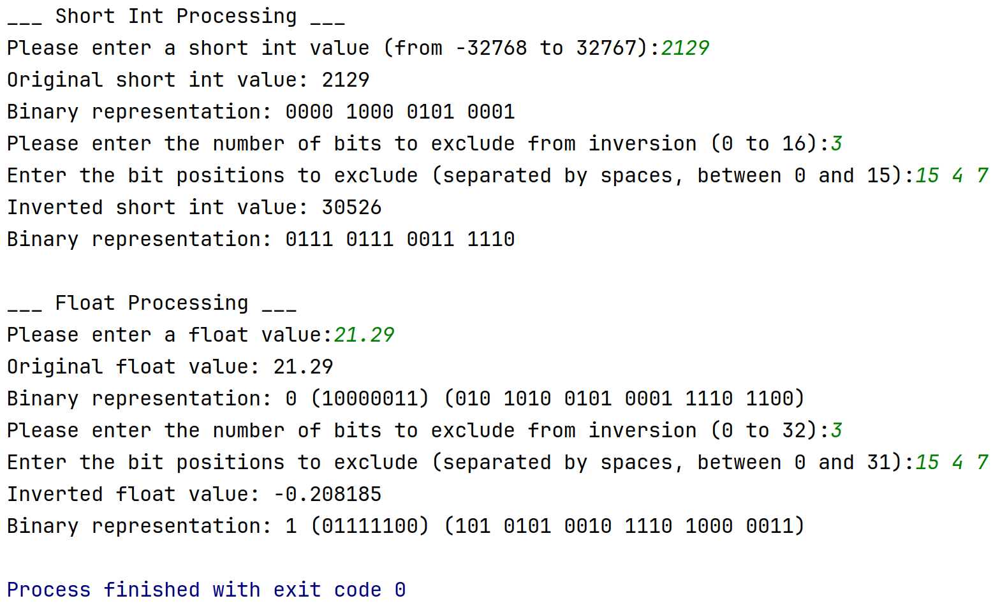 ___ Short Int Processing ___
Please enter a short int value (from -32768 to 32767):2129
Original short int value: 2129
Binary representation: 0000 1000 0101 0001
Please enter the number of bits to exclude from inversion (0 to 16):3
Enter the bit positions to exclude (separated by spaces, between 0 and 15):15 4 7
Inverted short int value: 30526
Binary representation: 0111 0111 0011 1110
___ Float Processing ___
Please enter a float value:21.29
Original float value: 21.29
Binary representation: 0 (10000011) (010 1010 0101 0001 1110 1100)
Please enter the number of bits to exclude from inversion (0 to 32):3
Enter the bit positions to exclude (separated by spaces, between 0 and 31):15 4 7
Inverted float value: -0.208185
Binary representation: 1 (01111100) (101 0101 0010 1110 1000 0011)
Process finished with exit code 0